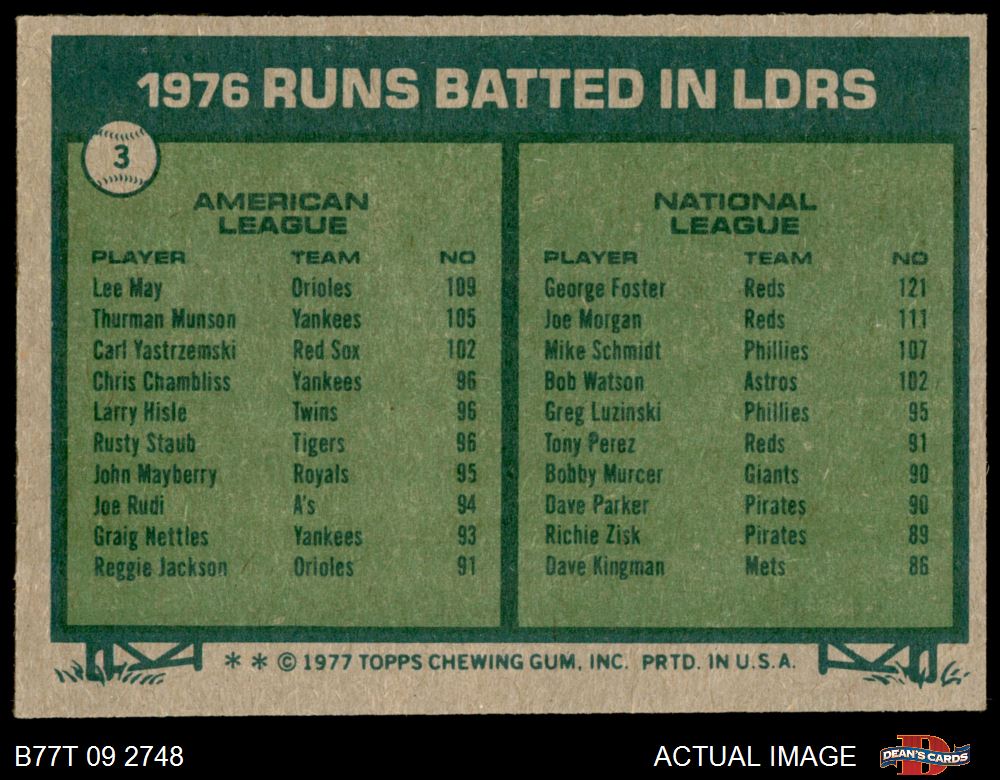 1976 RUNS BATTED IN LDRS
3
AMERICAN
LEAGUE
PLAYER TEAM NO
Lee May Orioles 109
Thurman Munson Yankees 105
Carl Yastrzemski Red Sox 102
Chris Chambliss Yankees 96
Larry Hisle Twins 96
Rusty Staub Tigers 96
John Mayberry Royals 95
Joe Rudi A's 94
Graig Nettles Yankees 93
Reggie Jackson Orioles 91
NATIONAL
LEAGUE
PLAYER TEAM NO
George Foster Reds 121
Joe Morgan Reds 111
Mike Schmidt Phillies 107
Bob Watson Astros 102
Greg Luzinski Phillies 95
Tony Perez Reds 91
Bobby Murcer Giants 90
Dave Parker Pirates 90
Richie Zisk Pirates 89
Dave Kingman Mets 86
* * © 1977 TOPPS CHEWING GUM, INC. PRTD. IN U.S.A.
B77T 09 2748 ACTUAL IMAGE DEAN'S CARDS